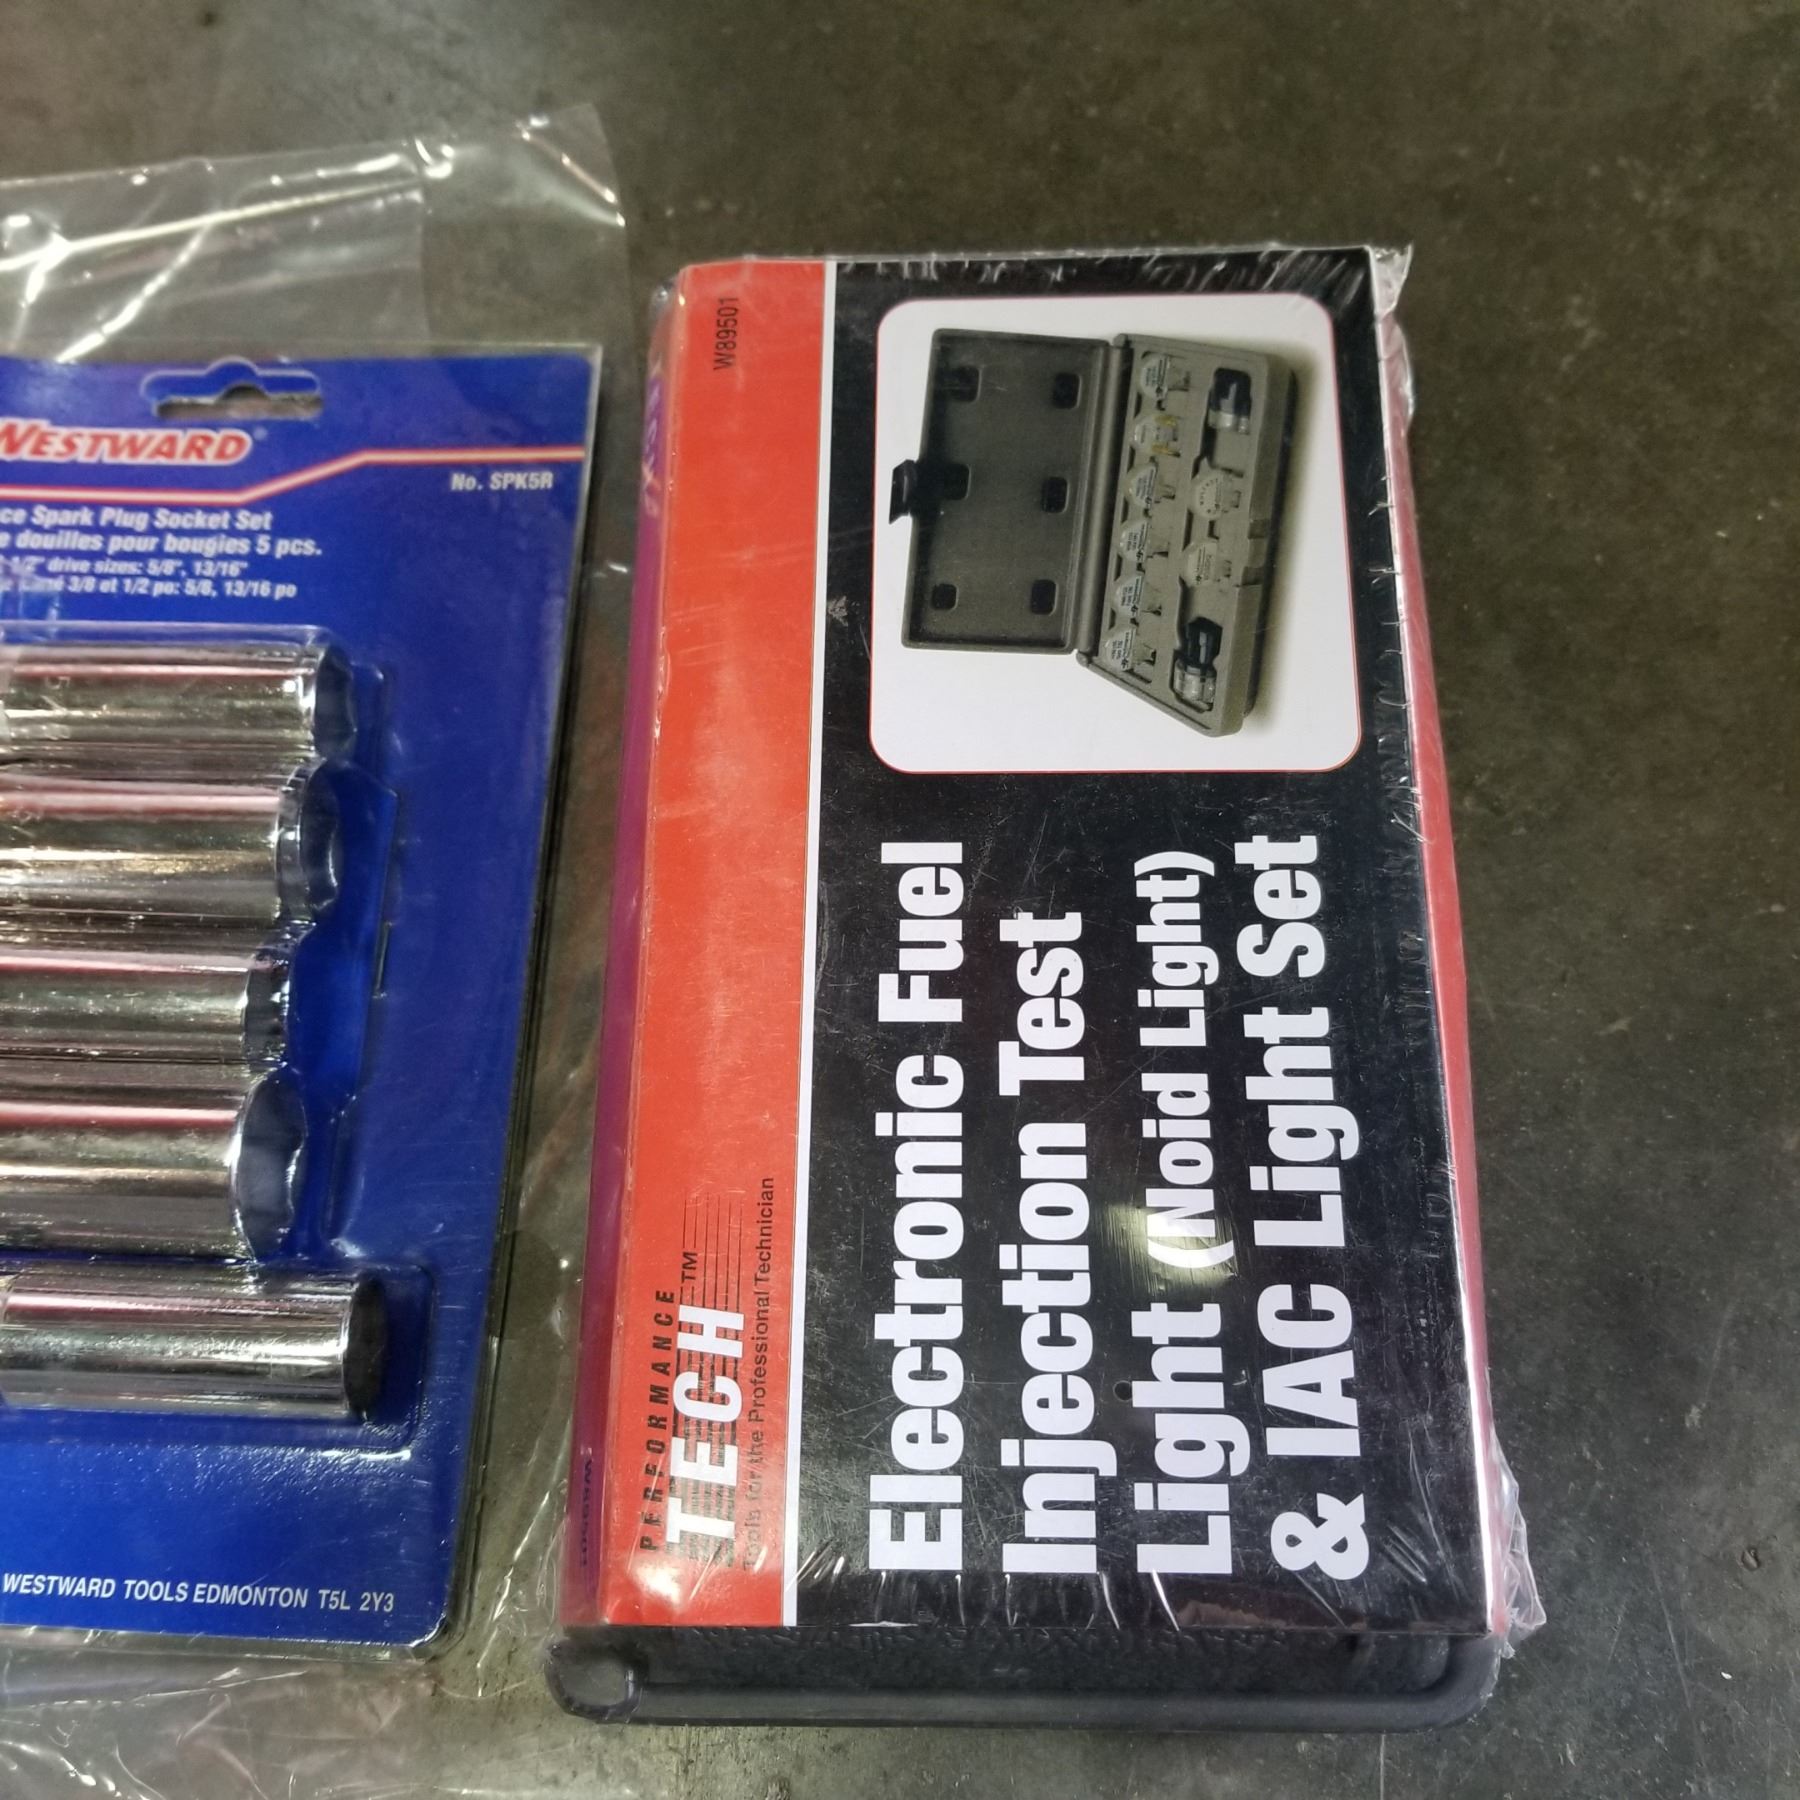 WESTWARD
No. SPK5R
ce Spark Plug Socket Set
e douilles pour bougies 5 pcs.
1/2" drive sizes: 5/8", 13/16"
3/8 et 1/2 po: 5/8, 13/16 po
WESTWARD TOOLS EDMONTON T5L 2Y3
W89501
PERFORMANCE
TECH™
Tools for the Professional Technician
Electronic Fuel
Injection Test
Light (Noid Light)
& IAC Light Set